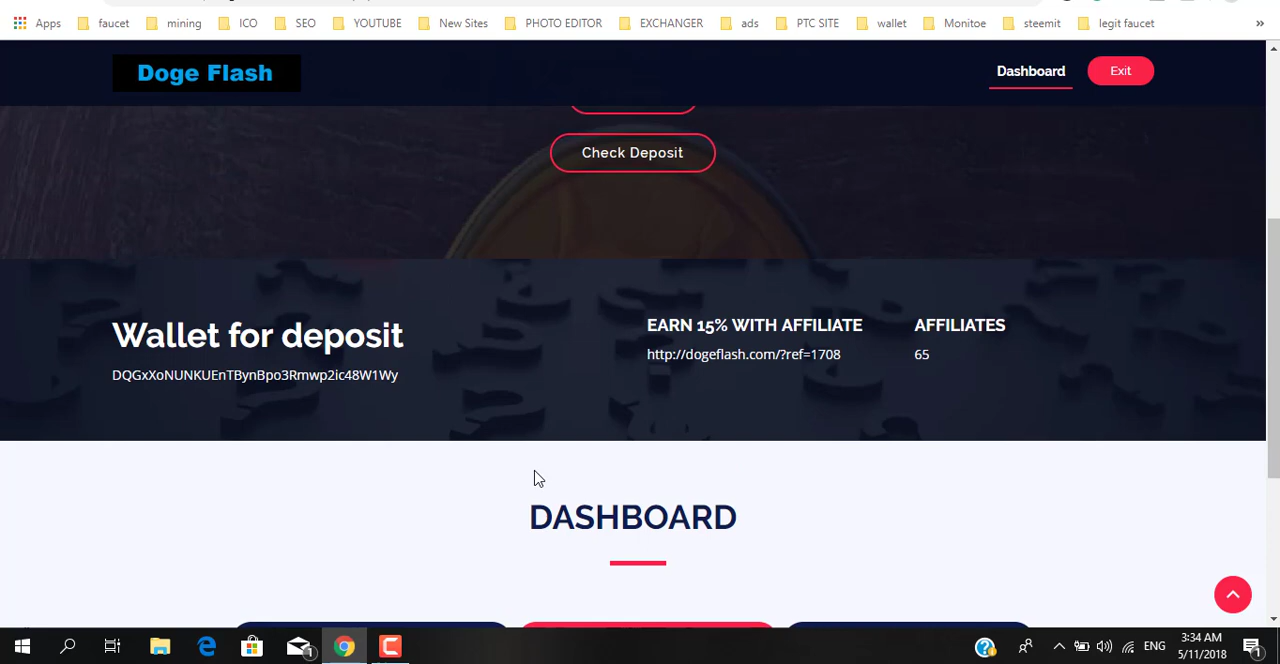 Apps faucet mining ICO SEO YOUTUBE New Sites PHOTO EDITOR EXCHANGER ads PTC SITE wallet Monitoe steemit legit faucet »
Doge Flash Dashboard Exit
Check Deposit
Wallet for deposit
DQGxXoNUNKUEnTBynBpo3Rmwp2ic48W1Wy
EARN 15% WITH AFFILIATE
http://dogeflash.com/?ref=1708
AFFILIATES
65
DASHBOARD
ENG
3:34 AM
5/11/2018